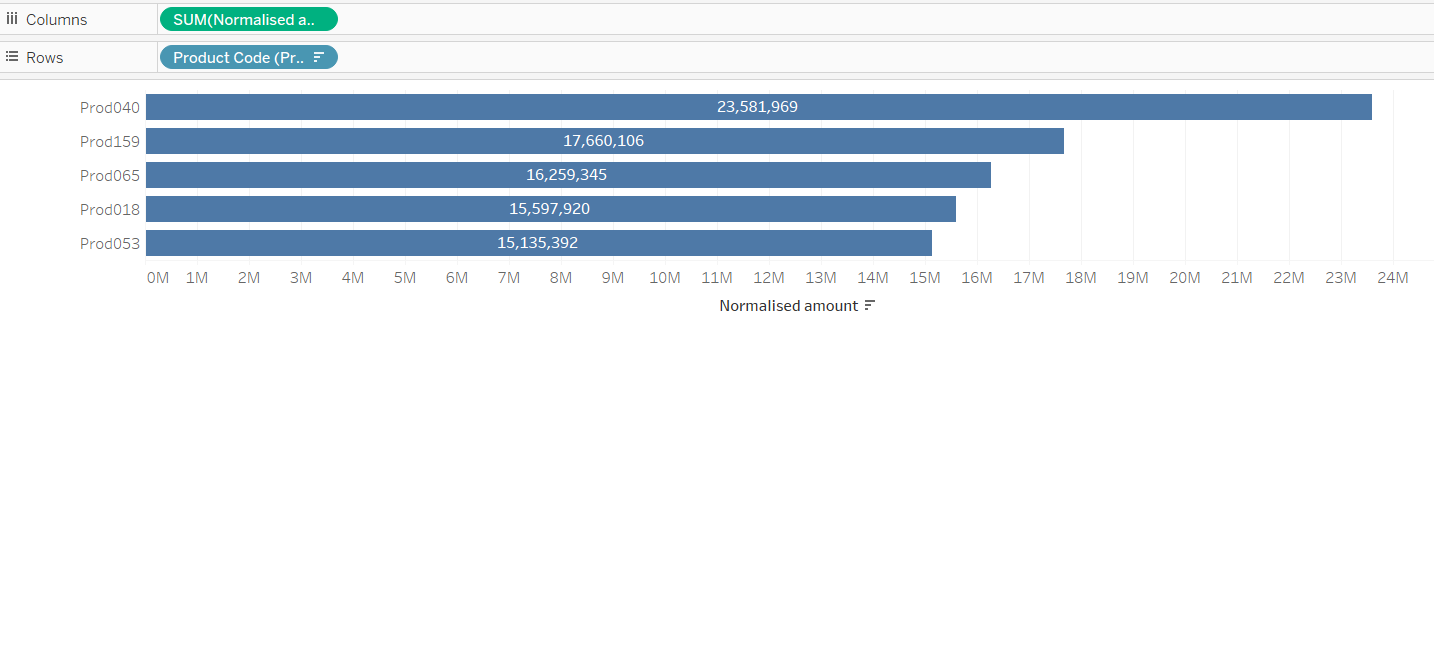 Columns SUM(Normalised a..
Rows Product Code (Pr..
Prod040 23,581,969
Prod159 17,660,106
Prod065 16,259,345
Prod018 15,597,920
Prod053 15,135,392
0M 1M 2M 3M 4M 5M 6M 7M 8M 9M 10M 11M 12M 13M 14M 15M 16M 17M 18M 19M 20M 21M 22M 23M 24M
Normalised amount